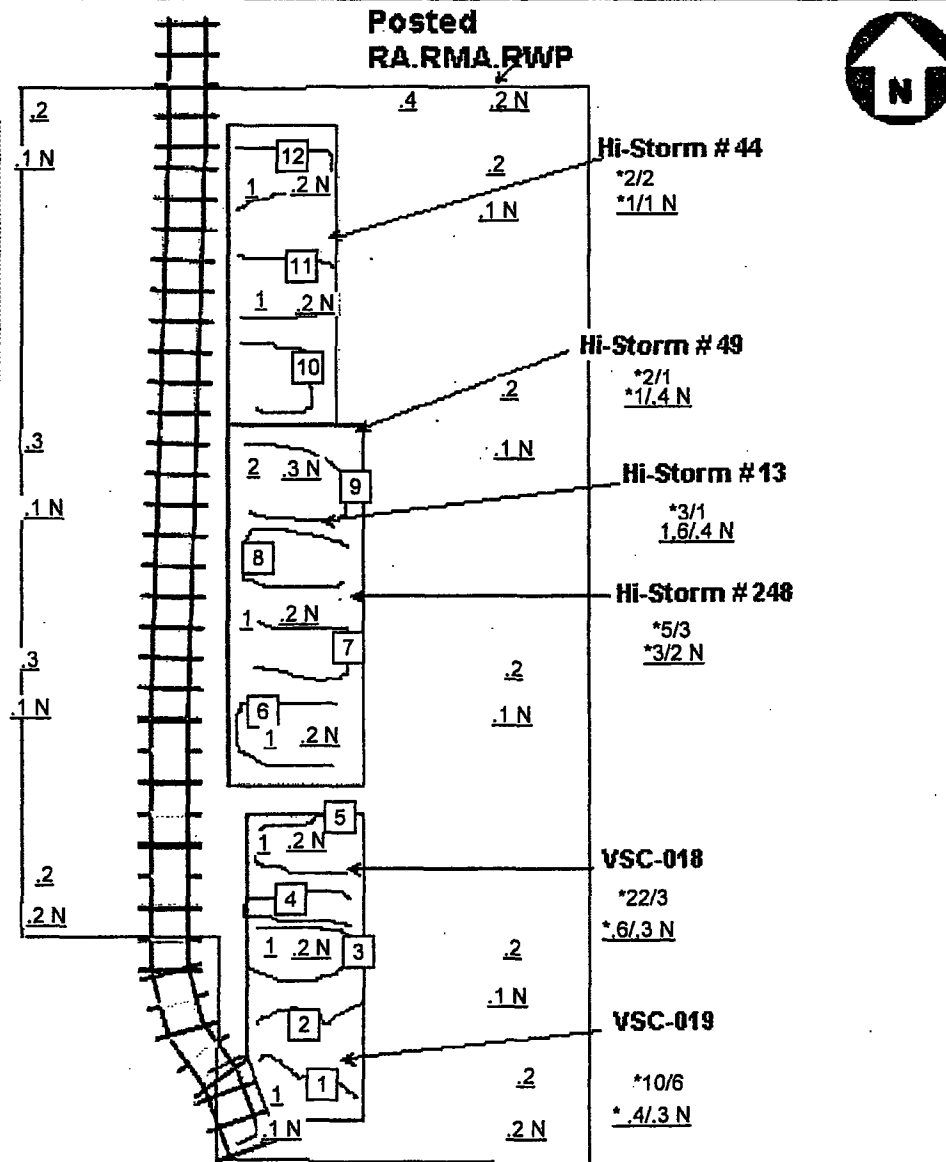 Posted
RA.RMA.RWP
N
.2
.1 N
.4 .2 N
12
1 .2 N
.2
.1 N
Hi-Storm # 44
*2/2
*1/1 N
11
1 .2 N
10
Hi-Storm # 49
*2/1
*1/.4 N
.2
.1 N
.3
.1 N
2 .3 N
9
Hi-Storm # 13
*3/1
1.6/.4 N
8
Hi-Storm # 248
*5/3
*3/2 N
1 .2 N
7
.3
.1 N
.2
.1 N
6
1 .2 N
5
1 .2 N
VSC-018
*22/3
*.6/.3 N
.2
.2 N
4
1 .2 N
3
.2
.1 N
2
VSC-019
*10/6
*.4/.3 N
1
1
.1 N
.2
.2 N